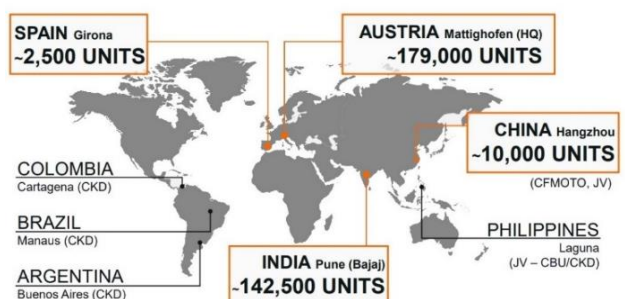 SPAIN Girona
~2,500 UNITS
AUSTRIA Mattighofen (HQ)
~179,000 UNITS
CHINA Hangzhou
~10,000 UNITS
(CFMOTO, JV)
COLOMBIA
Cartagena (CKD)
BRAZIL
Manaus (CKD)
ARGENTINA
Buenos Aires (CKD)
INDIA Pune (Bajaj)
~142,500 UNITS
PHILIPPINES
Laguna
(JV – CBU/CKD)